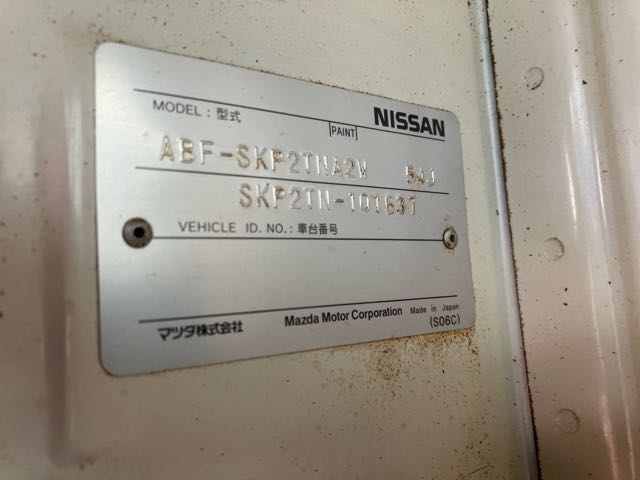 NISSAN
MODEL : 型式
PAINT
ABF-SKP2TNA2W 54J
SKP2TN-101637
VEHICLE ID. NO. : 車台番号
マツダ株式会社 Mazda Motor Corporation Made in Japan
(S06C)